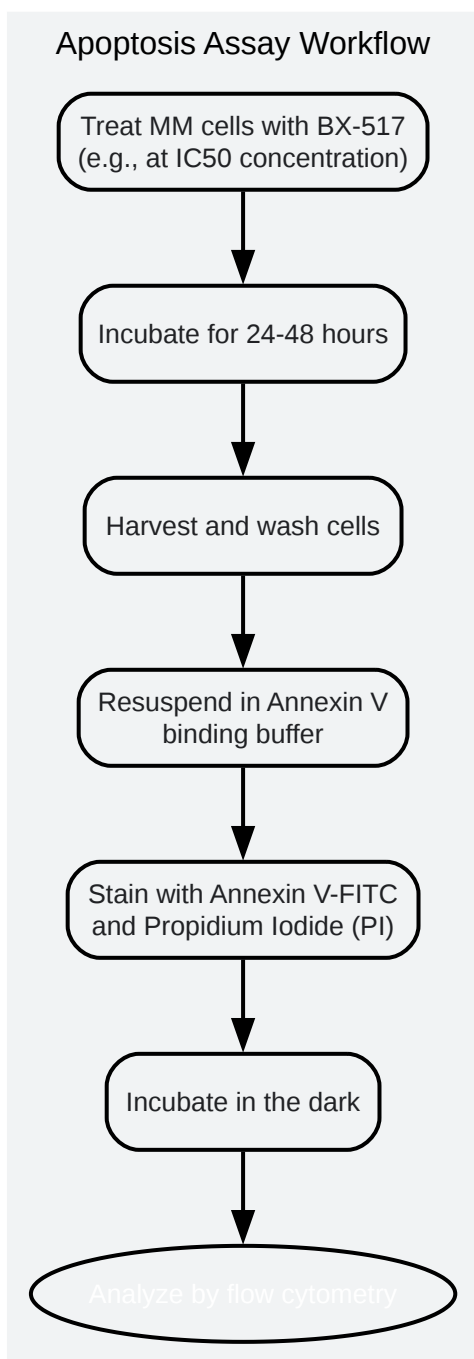 Apoptosis Assay Workflow
Treat MM cells with BX-517
(e.g., at IC50 concentration)
Incubate for 24-48 hours
Harvest and wash cells
Resuspend in Annexin V
binding buffer
Stain with Annexin V-FITC
and Propidium Iodide (PI)
Incubate in the dark
Analyze by flow cytometry